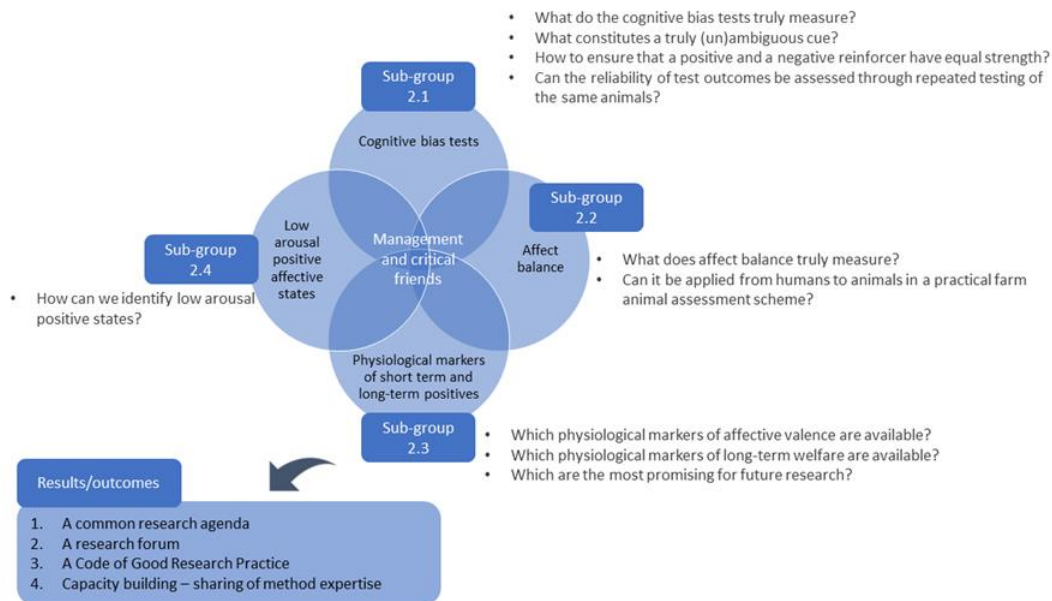 • What do the cognitive bias tests truly measure?
• What constitutes a truly (un)ambiguous cue?
• How to ensure that a positive and a negative reinforcer have equal strength?
• Can the reliability of test outcomes be assessed through repeated testing of
the same animals?
Sub-group
2.1
Cognitive bias tests
Sub-group
2.2
Affect
balance
• What does affect balance truly measure?
• Can it be applied from humans to animals in a practical farm
animal assessment scheme?
Management
and critical
friends
Low
arousal
positive
affective
states
Sub-group
2.4
• How can we identify low arousal
positive states?
Physiological markers
of short term and
long-term positives
Sub-group
2.3
• Which physiological markers of affective valence are available?
• Which physiological markers of long-term welfare are available?
• Which are the most promising for future research?
Results/outcomes
1. A common research agenda
2. A research forum
3. A Code of Good Research Practice
4. Capacity building – sharing of method expertise